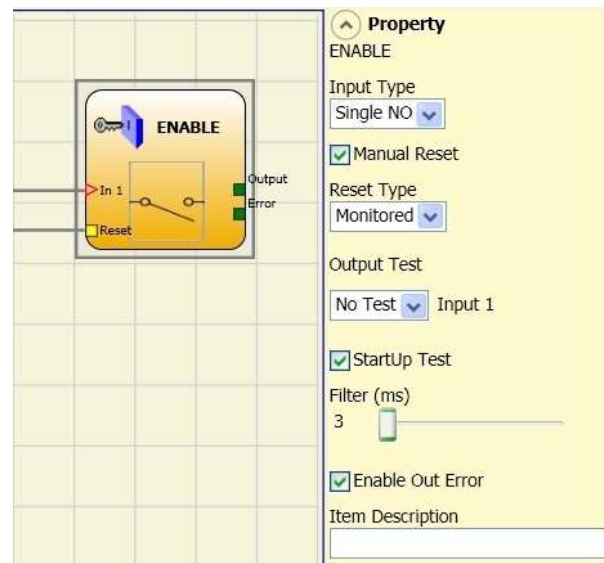 ENABLE
In 1
Output
Error
Reset
Property
ENABLE
Input Type
Single NO
Manual Reset
Reset Type
Monitored
Output Test
No Test Input 1
StartUp Test
Filter (ms)
3
Enable Out Error
Item Description